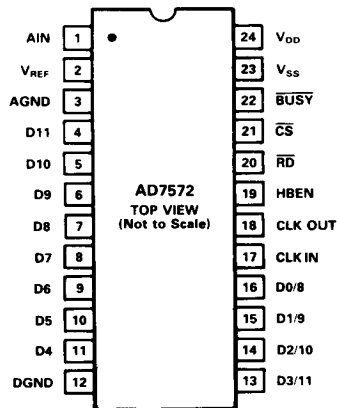 AIN 1 24 VDD
VREF 2 23 VSS
AGND 3 22 BUSY
D11 4 21 CS
D10 5 20 RD
D9 6 AD7572 19 HBEN
D8 7 TOP VIEW (Not to Scale) 18 CLK OUT
D7 8 17 CLK IN
D6 9 16 D0/8
D5 10 15 D1/9
D4 11 14 D2/10
DGND 12 13 D3/11